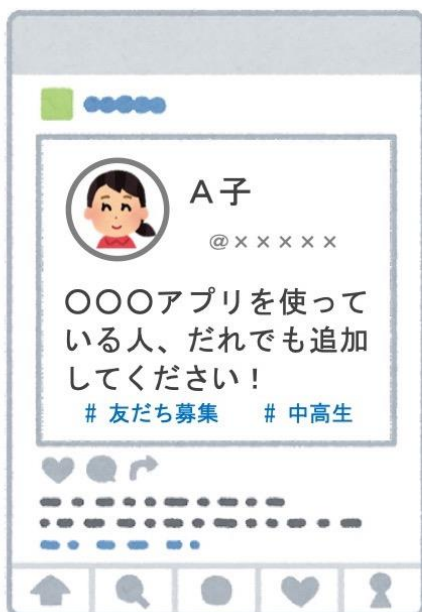 A子
@×××××
〇〇〇アプリを使って
いる人、だれでも追加
してください！
# 友だち募集 # 中高生